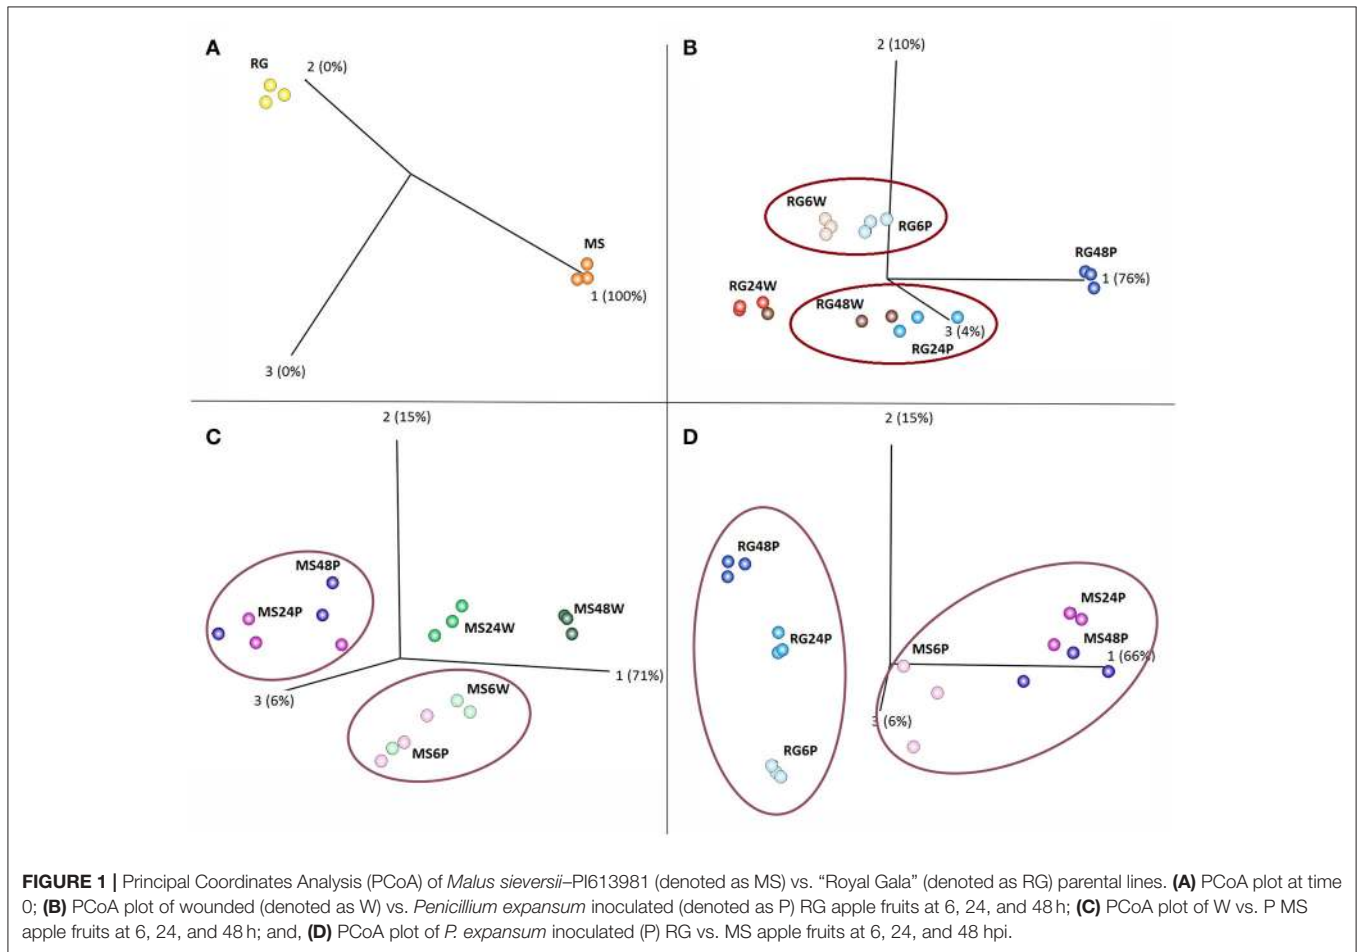 A
RG
2 (0%)
MS
1 (100%)
3 (0%)
B
2 (10%)
RG6W
RG6P
RG48P
1 (76%)
RG24W
RG48W
3 (4%)
RG24P
C
2 (15%)
MS48P
MS24P
MS48W
MS24W
1 (71%)
MS6W
3 (6%)
MS6P
D
2 (15%)
RG48P
MS24P
RG24P
MS48P
MS6P
1 (66%)
3 (6%)
RG6P
FIGURE 1 | Principal Coordinates Analysis (PCoA) of Malus sieversii–PI613981 (denoted as MS) vs. “Royal Gala” (denoted as RG) parental lines. (A) PCoA plot at time
0; (B) PCoA plot of wounded (denoted as W) vs. Penicillium expansum inoculated (denoted as P) RG apple fruits at 6, 24, and 48 h; (C) PCoA plot of W vs. P MS
apple fruits at 6, 24, and 48 h; and, (D) PCoA plot of P. expansum inoculated (P) RG vs. MS apple fruits at 6, 24, and 48 hpi.